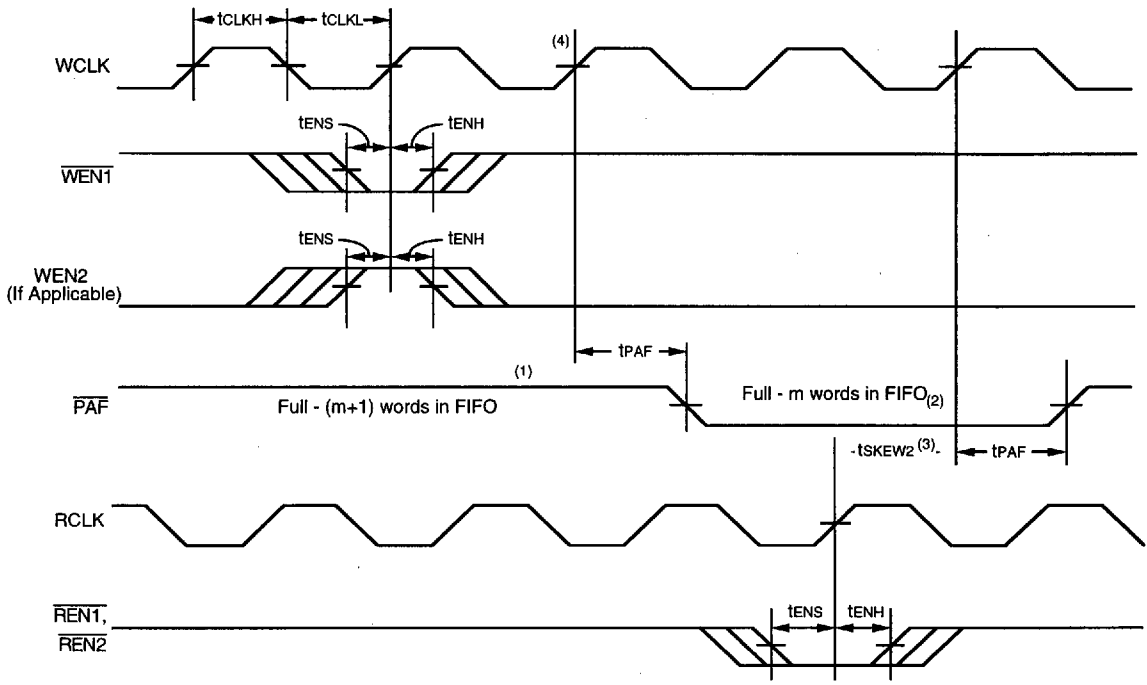 tCLKH tCLKL
WCLK (4)
tENS tENH
WEN1
tENS tENH
WEN2
(If Applicable)
tPAF
(1)
PAF
Full - (m+1) words in FIFO
Full - m words in FIFO(2)
-tSKEW2(3)- tPAF
RCLK
REN1,
REN2
tENS tENH